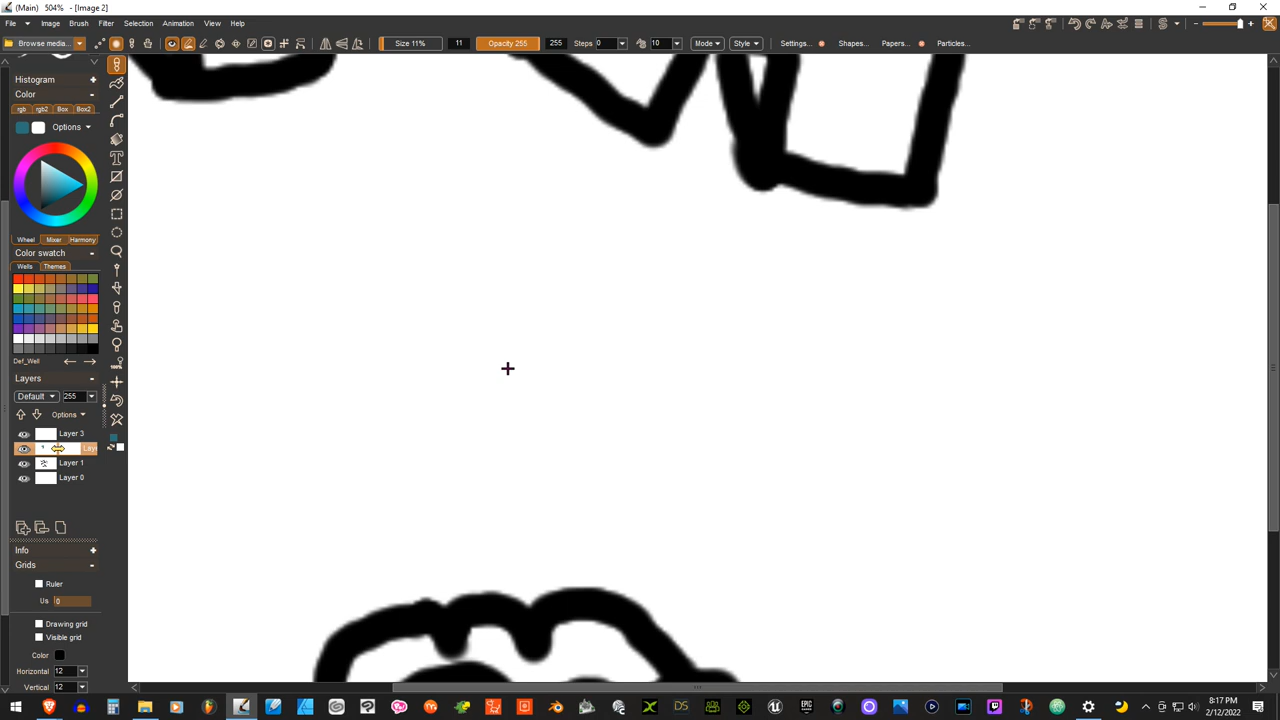 (Main) 504% - [Image 2]
File Image Brush Filter Selection Animation View Help
Browse media... Size 11% 11 Opacity 255 255 Steps 0 10 Mode Style Settings... Shapes... Papers... Particles...
Histogram
Color
rgb rgb2 Box Box2
Options
Wheel Mixer Harmony
Color swatch
Wells Themes
Def_Well
Layers
Default 255
Options
Layer 3
Laye
Layer 1
Layer 0
Info
Grids
Ruler
Us 0
Drawing grid
Visible grid
Color
Horizontal 12
Vertical 12
100%
8:17 PM
2/12/2022